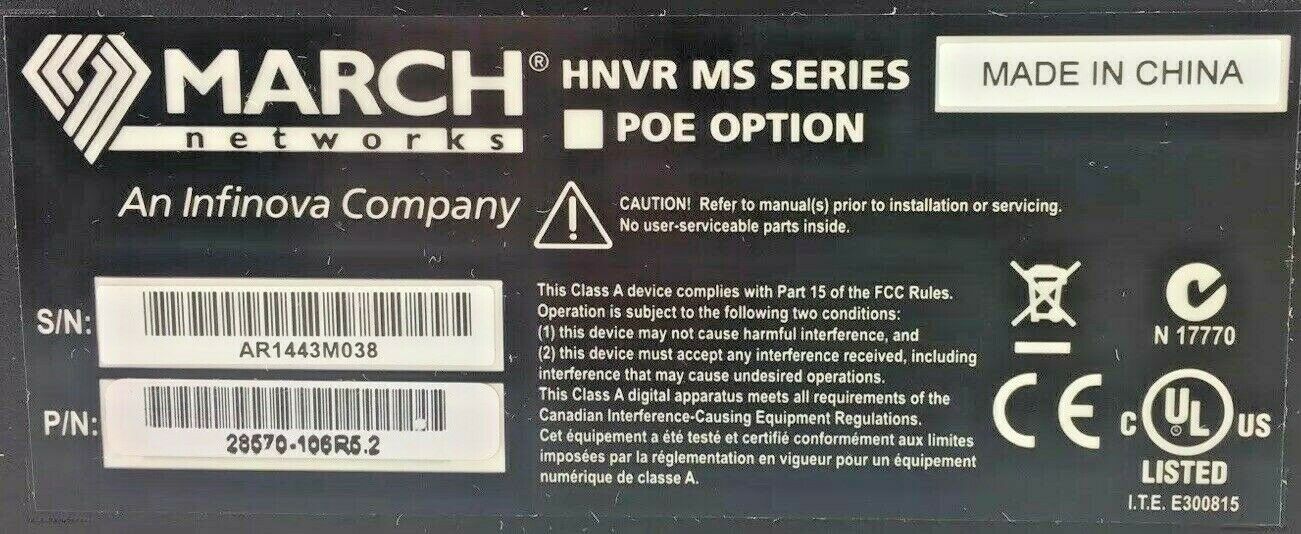 MARCH®
networks
An Infinova Company
HNVR MS SERIES
POE OPTION
MADE IN CHINA
CAUTION! Refer to manual(s) prior to installation or servicing.
No user-serviceable parts inside.
S/N:
AR1443M038
P/N:
28570-106R5.2
This Class A device complies with Part 15 of the FCC Rules.
Operation is subject to the following two conditions:
(1) this device may not cause harmful interference, and
(2) this device must accept any interference received, including
interference that may cause undesired operations.
This Class A digital apparatus meets all requirements of the
Canadian Interference-Causing Equipment Regulations.
Cet équipement a été testé et certifié conformément aux limites
imposées par la réglementation en vigueur pour un équipement
numérique de classe A.
N 17770
CE
C UL US
LISTED
I.T.E. E300815